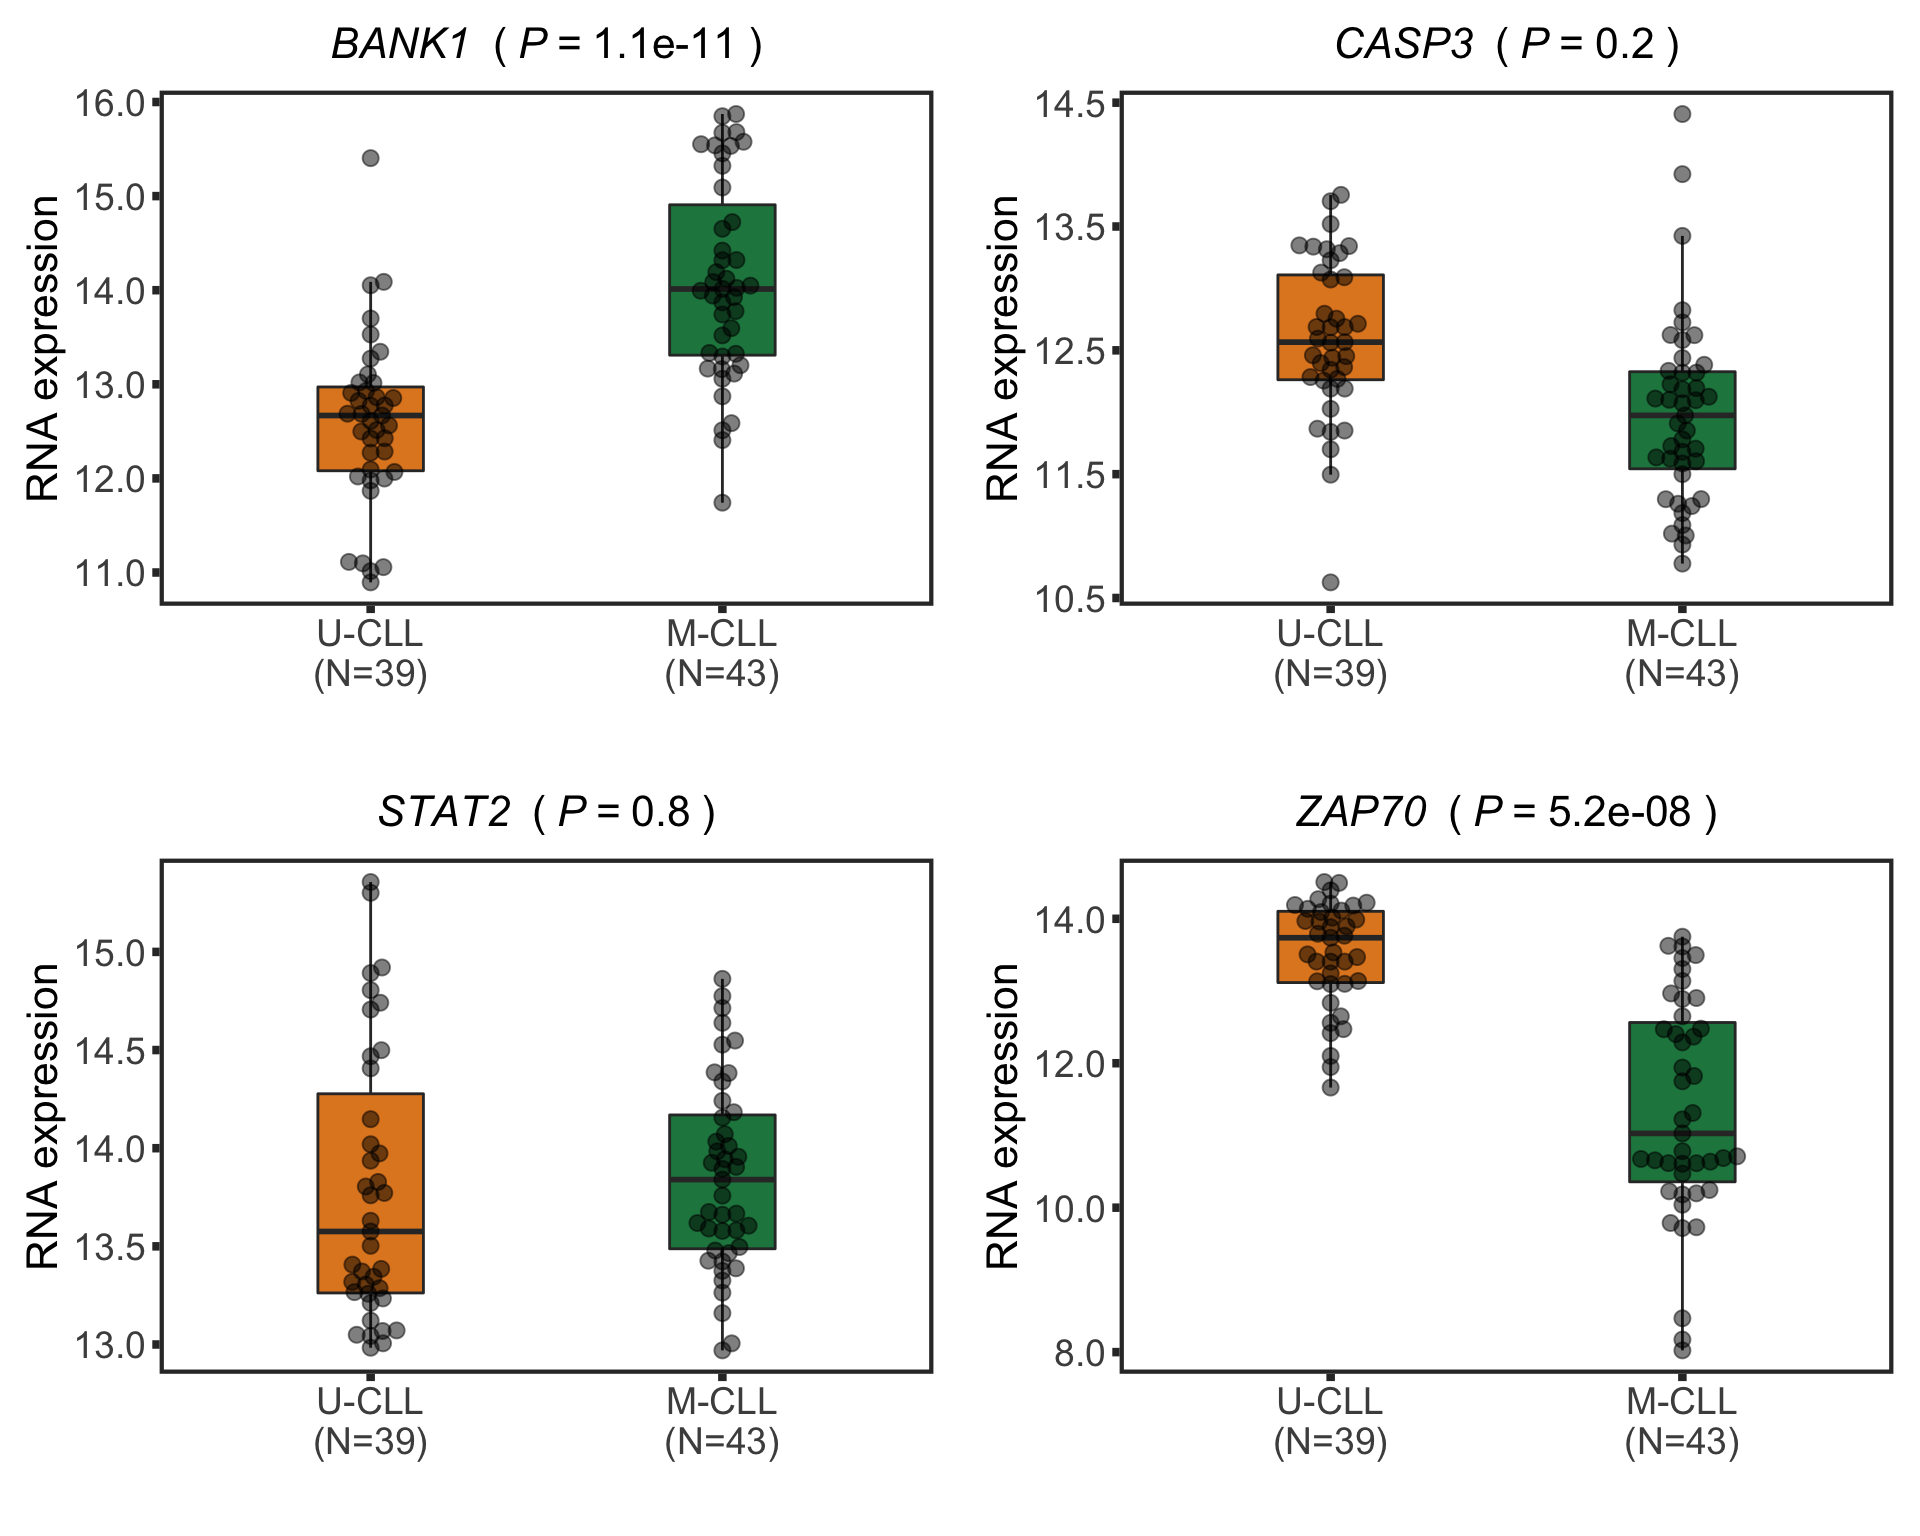 BANK1 ( P = 1.1e-11 )
RNA expression
16.0
15.0
14.0
13.0
12.0
11.0
U-CLL
(N=39)
M-CLL
(N=43)
CASP3 ( P = 0.2 )
RNA expression
14.5
13.5
12.5
11.5
10.5
U-CLL
(N=39)
M-CLL
(N=43)
STAT2 ( P = 0.8 )
RNA expression
15.0
14.5
14.0
13.5
13.0
U-CLL
(N=39)
M-CLL
(N=43)
ZAP70 ( P = 5.2e-08 )
RNA expression
14.0
12.0
10.0
8.0
U-CLL
(N=39)
M-CLL
(N=43)